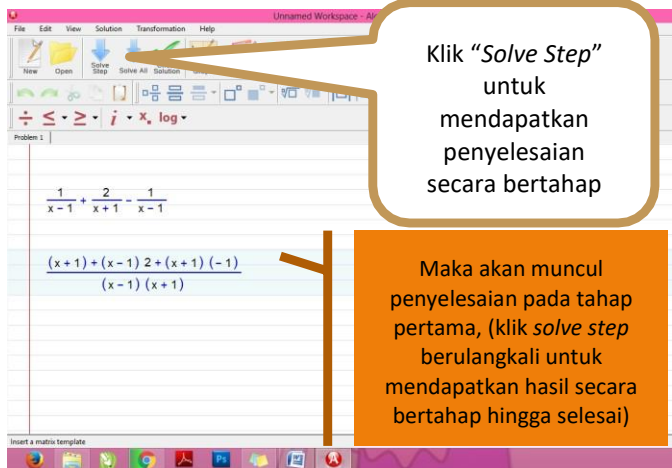 Unnamed Workspace - Al
File Edit View Solution Transformation Help
New Open Solve Step Solve All Solution
÷ ≤ ≥ i x. log
Problem 1
1/(x - 1) + 2/(x + 1) - 1/(x - 1)
((x + 1) + (x - 1) 2 + (x + 1) (- 1))/((x - 1) (x + 1))
Insert a matrix template
Klik “Solve Step”
untuk
mendapatkan
penyelesaian
secara bertahap
Maka akan muncul
penyelesaian pada tahap
pertama, (klik solve step
berulangkali untuk
mendapatkan hasil secara
bertahap hingga selesai)
Ps